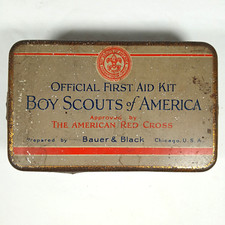 OFFICIAL FIRST AID KIT
BOY SCOUTS of AMERICA
Approved by
THE AMERICAN RED CROSS
Prepared by Bauer & Black Chicago, U.S.A.